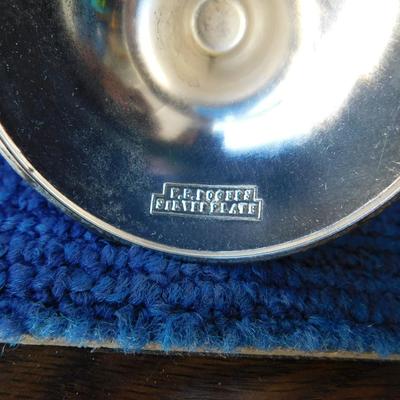 F.B. ROGERS
SILVER PLATE